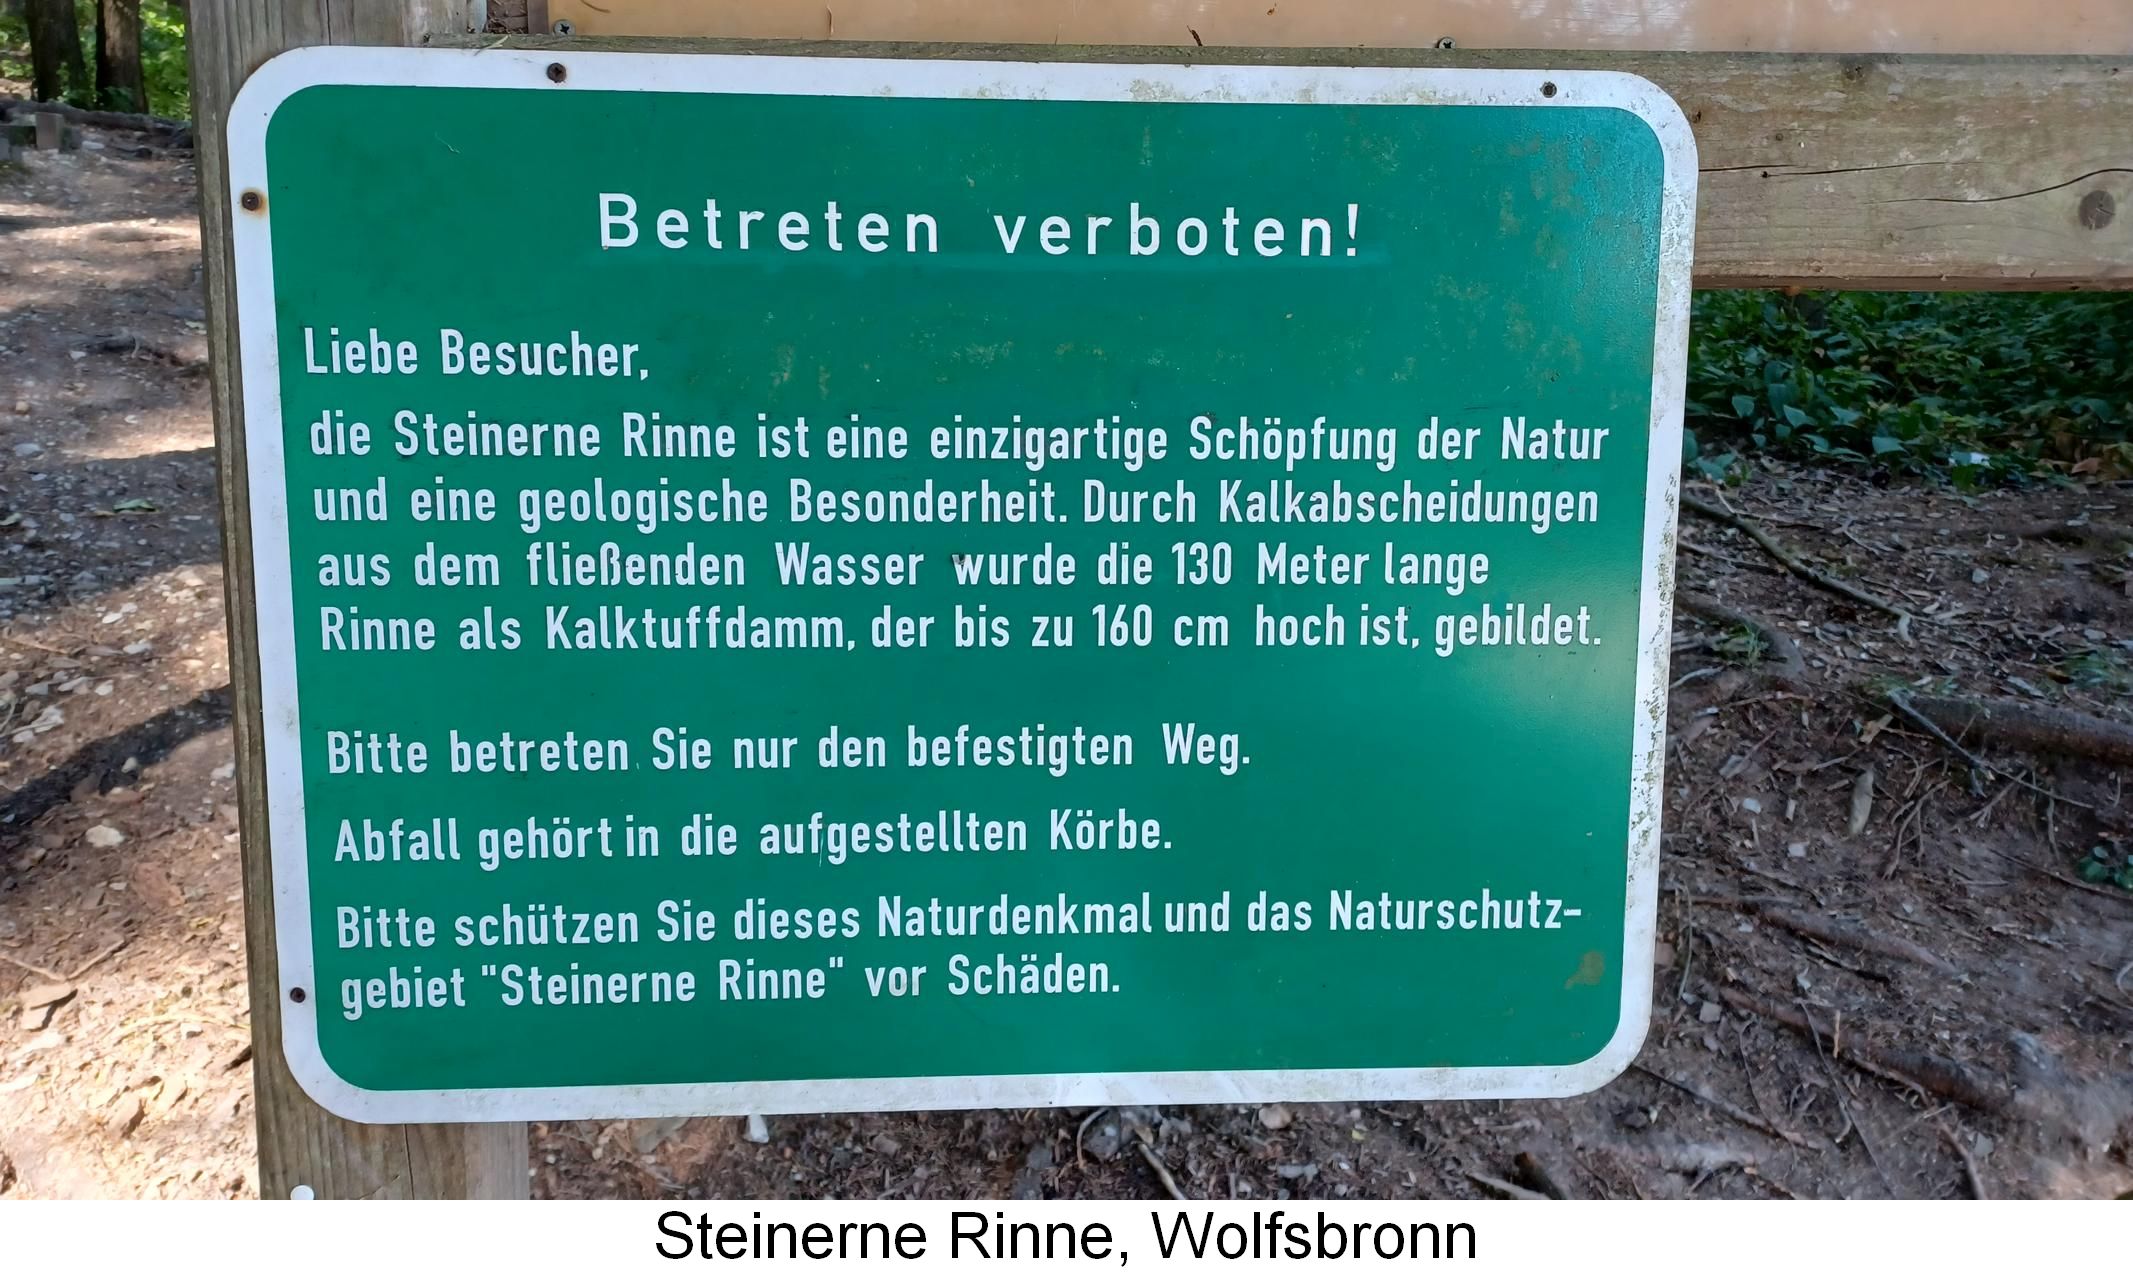 Betreten verboten!
Liebe Besucher,
die Steinerne Rinne ist eine einzigartige Schöpfung der Natur
und eine geologische Besonderheit. Durch Kalkabscheidungen
aus dem fließenden Wasser wurde die 130 Meter lange
Rinne als Kalktuffdamm, der bis zu 160 cm hoch ist, gebildet.
Bitte betreten Sie nur den befestigten Weg.
Abfall gehört in die aufgestellten Körbe.
Bitte schützen Sie dieses Naturdenkmal und das Naturschutz-
gebiet "Steinerne Rinne" vor Schäden.
Steinerne Rinne, Wolfsbronn